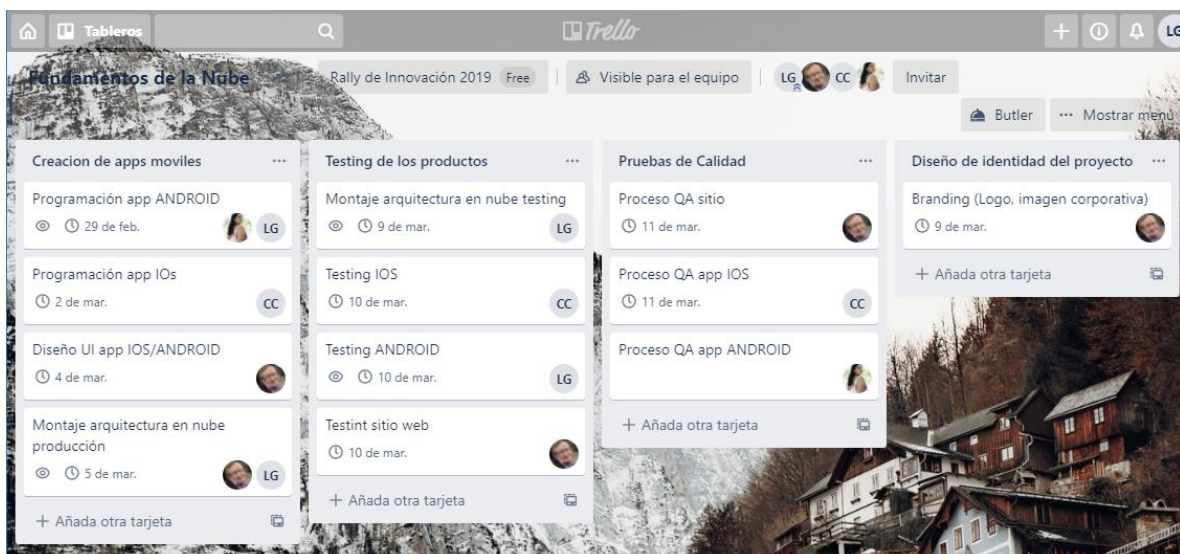 Tableros
Trello
LG
Fundamentos de la Nube
Rally de Innovación 2019 Free
Visible para el equipo
LG CC
Invitar
Butler
Mostrar menú
Creacion de apps moviles
Programación app ANDROID
29 de feb.
LG
Programación app IOs
2 de mar.
CC
Diseño UI app IOS/ANDROID
4 de mar.
Montaje arquitectura en nube
producción
5 de mar.
LG
+ Añada otra tarjeta
Testing de los productos
Montaje arquitectura en nube testing
9 de mar.
LG
Testing IOS
10 de mar.
CC
Testing ANDROID
10 de mar.
LG
Testint sitio web
10 de mar.
+ Añada otra tarjeta
Pruebas de Calidad
Proceso QA sitio
11 de mar.
Proceso QA app IOS
11 de mar.
CC
Proceso QA app ANDROID
+ Añada otra tarjeta
Diseño de identidad del proyecto
Branding (Logo, imagen corporativa)
9 de mar.
+ Añada otra tarjeta